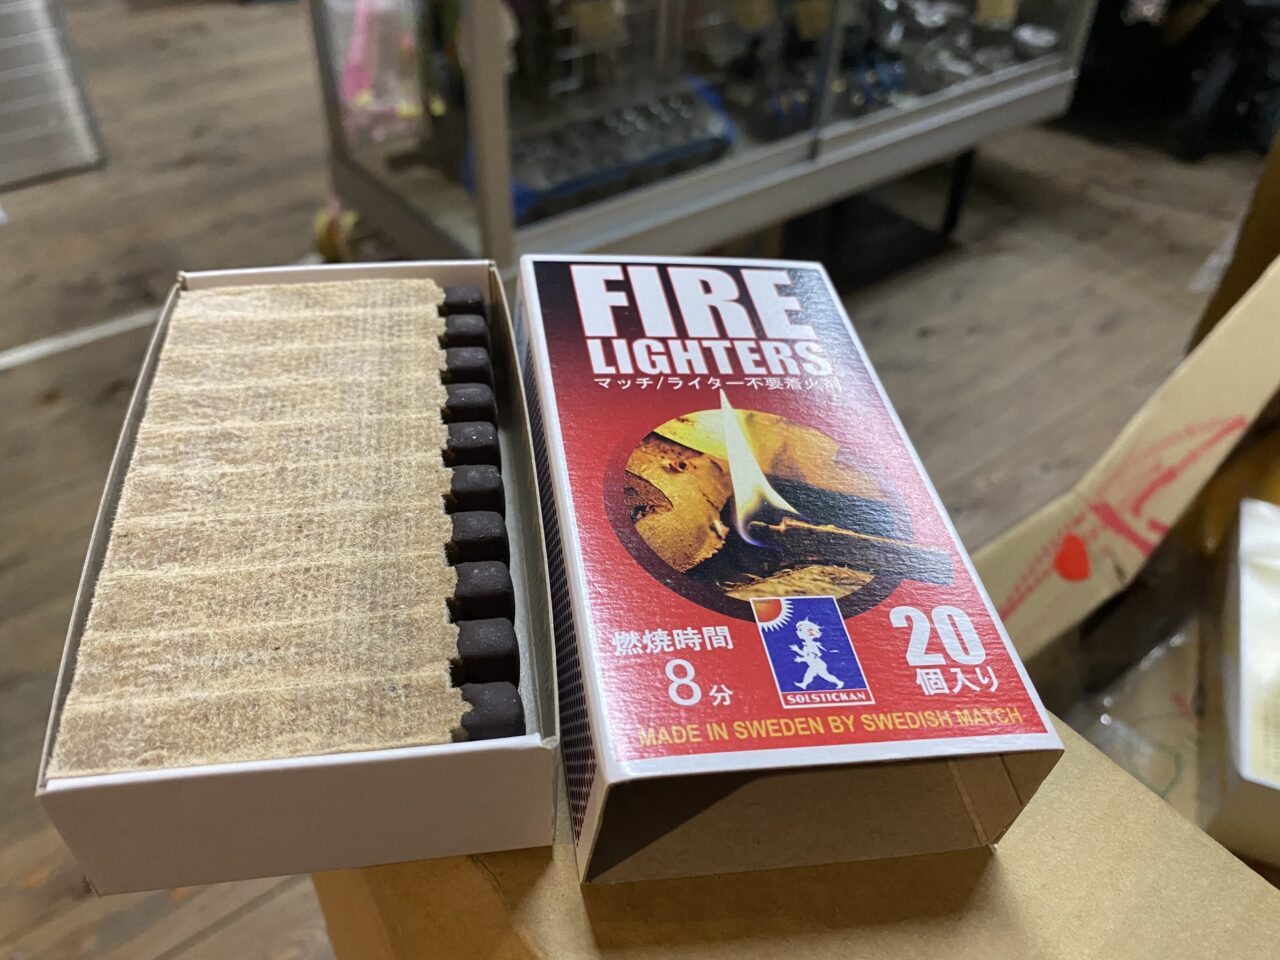 FIRE
LIGHTERS
マッチ/ライター不要着火剤
燃焼時間
8分
SOLSTICKAN
20
個入り
MADE IN SWEDEN BY SWEDISH MATCH